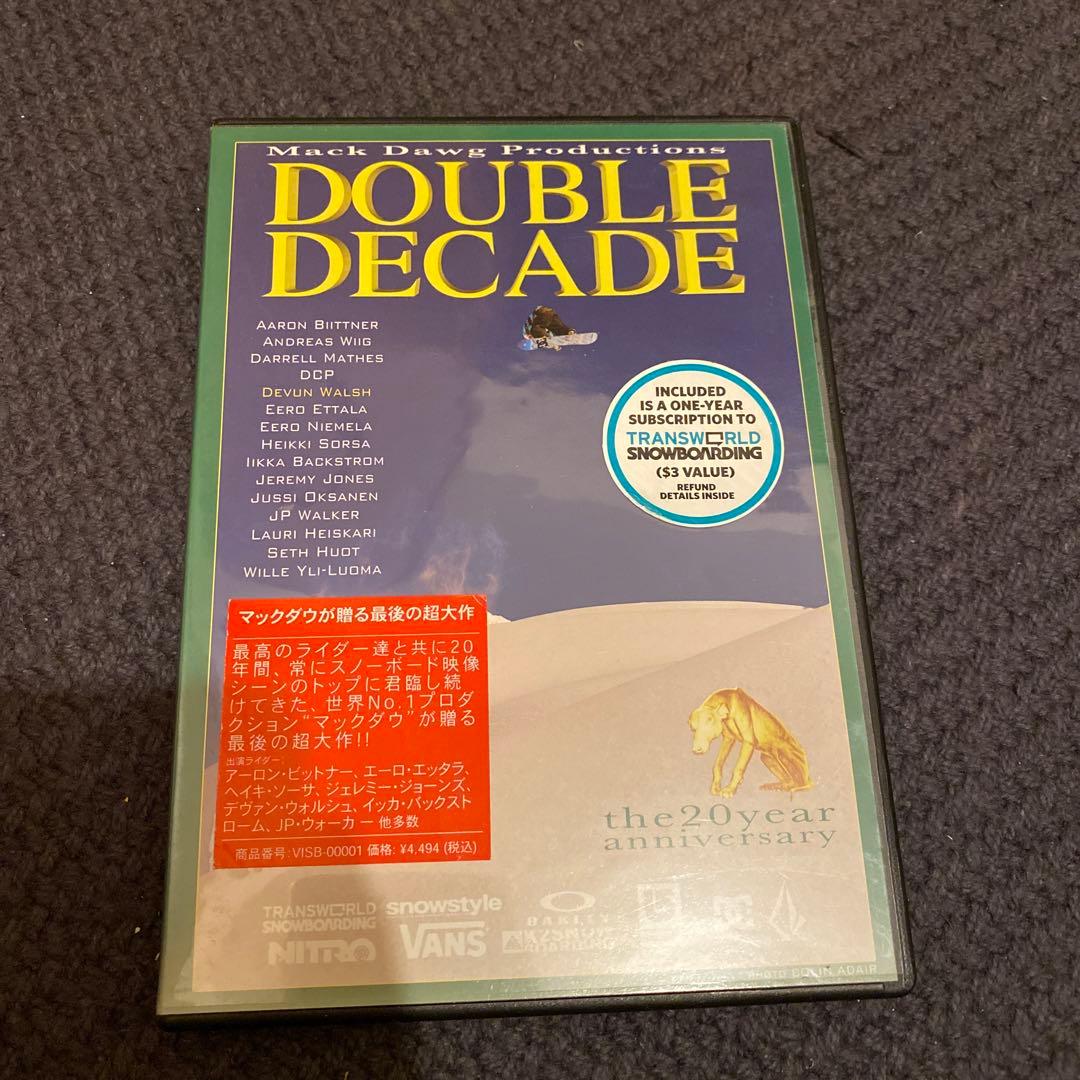 Mack Dawg Productions
DOUBLE
DECADE
AARON BIITTNER
ANDREAS WIIG
DARRELL MATHES
DCP
DEVUN WALSH
EERO ETTALA
EERO NIEMELA
HEIKKI SORSA
IIKKA BACKSTROM
JEREMY JONES
JUSSI OKSANEN
JP WALKER
LAURI HEISKARI
SETH HUOT
WILLE YLI-LUOMA
INCLUDED
IS A ONE-YEAR
SUBSCRIPTION TO
TRANSWORLD
SNOWBOARDING
($3 VALUE)
REFUND
DETAILS INSIDE
マックダウが贈る最後の超大作
最高のライダー達と共に20
年間、常にスノーボード映像
シーンのトップに君臨し続
けてきた、世界No.1プロダ
クション“マックダウ”が贈る
最後の超大作!!
出演ライダー:
アーロン・ビットナー、エーロ・エッタラ、
ヘイキ・ソーサ、ジェレミー・ジョーンズ、
デヴァン・ウォルシュ、イッカ・バックスト
ローム、JP・ウォーカー 他多数
商品番号:VISB-00001 価格:¥4,494(税込)
the 20 year
anniversary
TRANSWORLD
SNOWBOARDING
snowstyle
OAKLEY
NITRO
VANS
K2SNOW
BOARDING
DC
PHOTO COLIN ADAIR